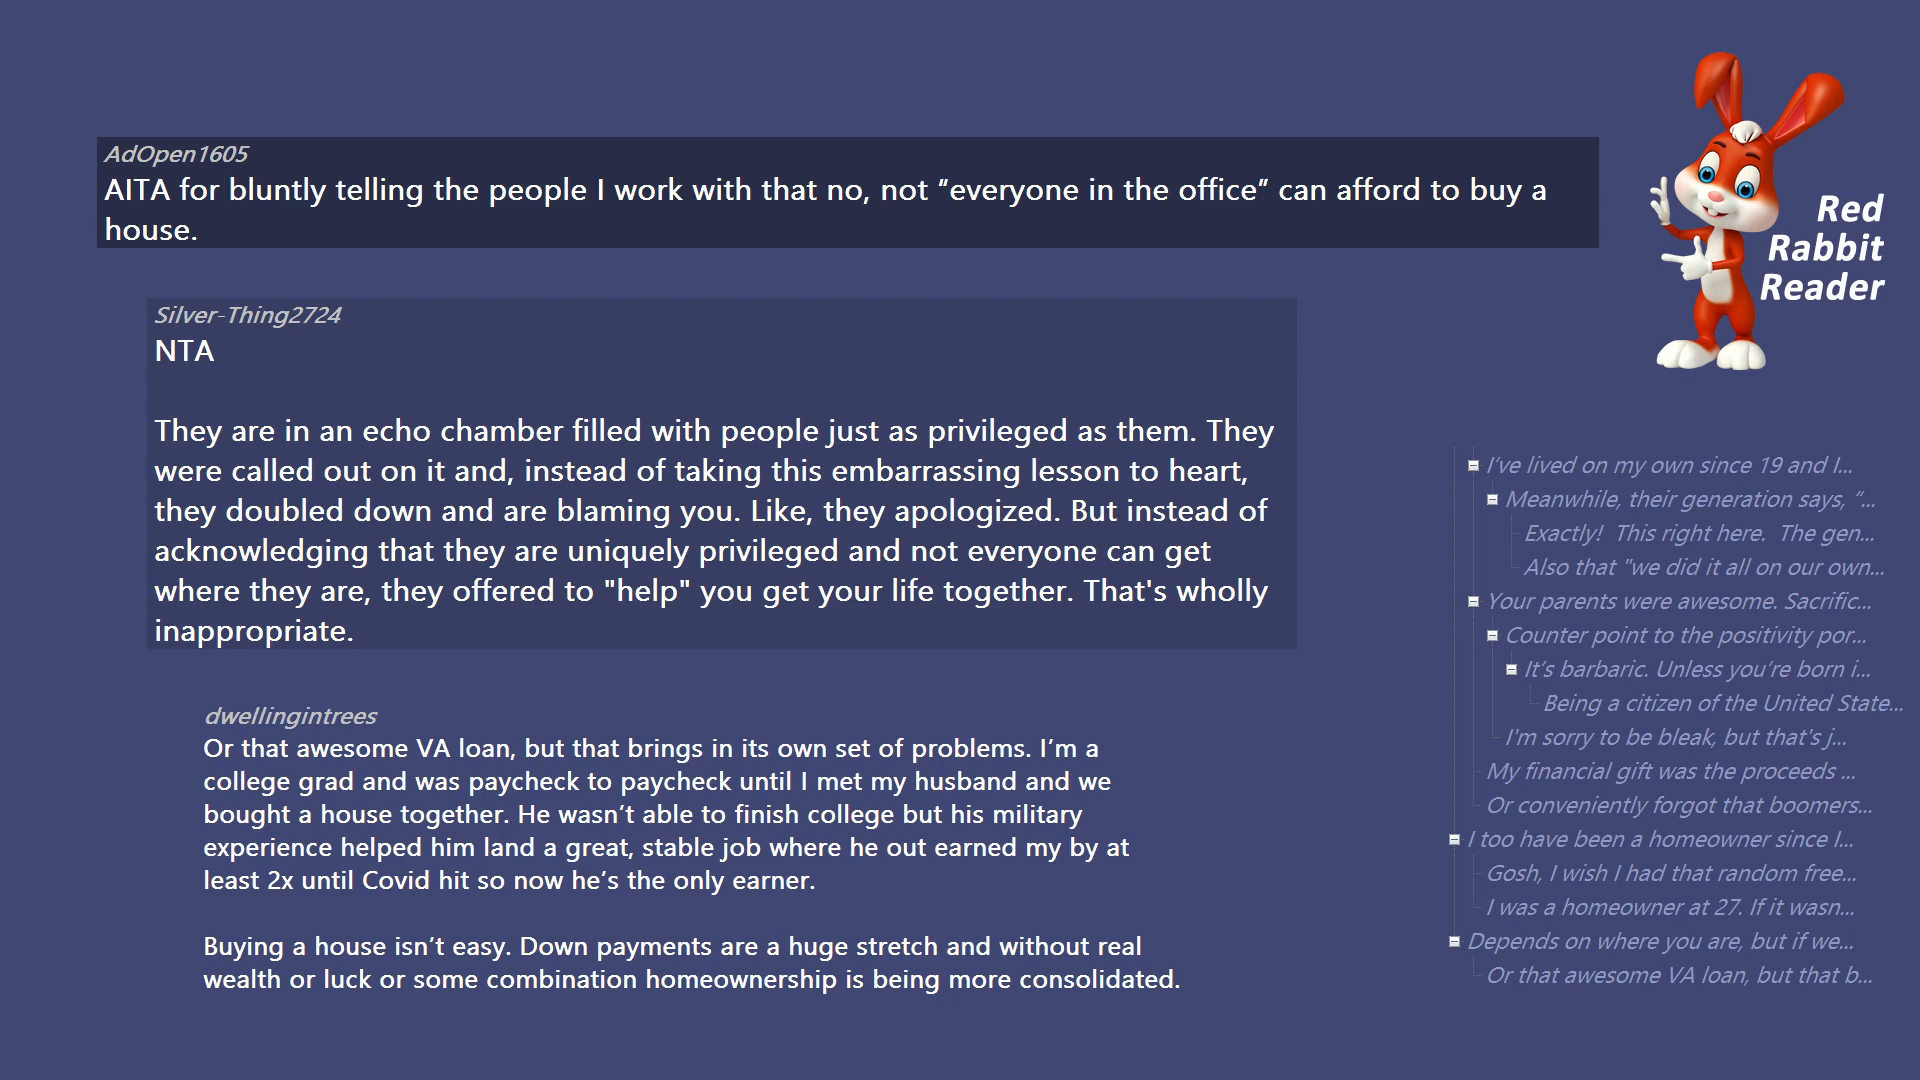 AdOpen1605
AITA for bluntly telling the people I work with that no, not “everyone in the office” can afford to buy a
house.
Silver-Thing2724
NTA
They are in an echo chamber filled with people just as privileged as them. They
were called out on it and, instead of taking this embarrassing lesson to heart,
they doubled down and are blaming you. Like, they apologized. But instead of
acknowledging that they are uniquely privileged and not everyone can get
where they are, they offered to "help" you get your life together. That's wholly
inappropriate.
dwellingintrees
Or that awesome VA loan, but that brings in its own set of problems. I’m a
college grad and was paycheck to paycheck until I met my husband and we
bought a house together. He wasn’t able to finish college but his military
experience helped him land a great, stable job where he out earned my by at
least 2x until Covid hit so now he’s the only earner.
Buying a house isn’t easy. Down payments are a huge stretch and without real
wealth or luck or some combination homeownership is being more consolidated.
Red
Rabbit
Reader
I’ve lived on my own since 19 and I...
Meanwhile, their generation says, “...
Exactly!  This right here.  The gen...
Also that "we did it all on our own...
Your parents were awesome. Sacrific...
Counter point to the positivity por...
It’s barbaric. Unless you’re born i...
Being a citizen of the United State...
I'm sorry to be bleak, but that's j...
My financial gift was the proceeds ...
Or conveniently forgot that boomers...
I too have been a homeowner since I...
Gosh, I wish I had that random free...
I was a homeowner at 27. If it wasn...
Depends on where you are, but if we...
Or that awesome VA loan, but that b...